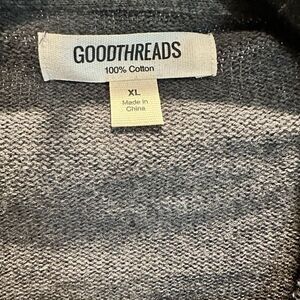 GOODTHREADS
100% Cotton
XL
Made in
China